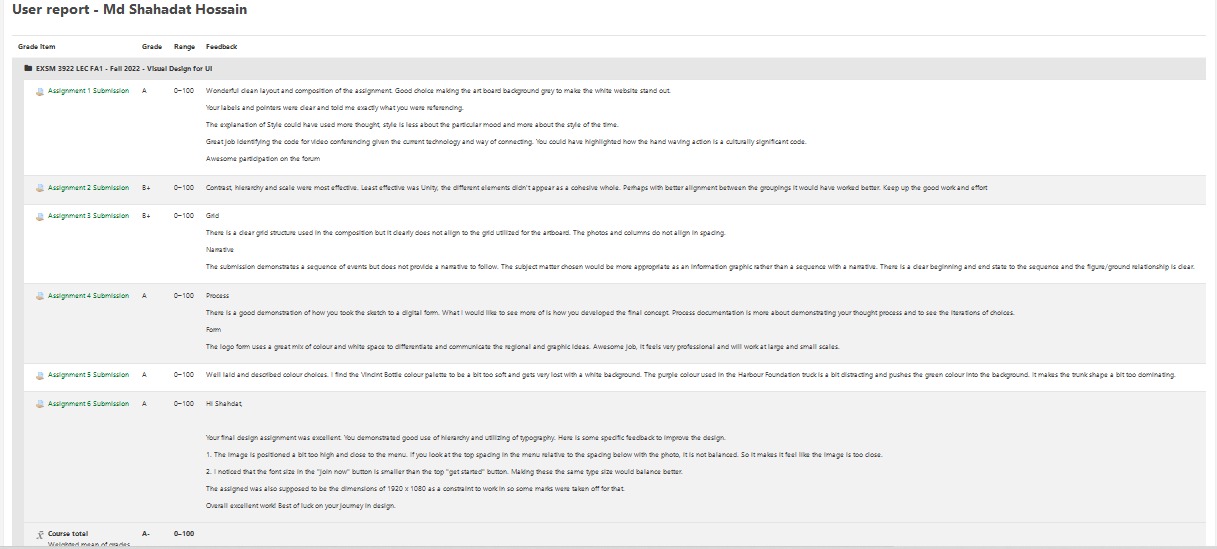 User report - Md Shahadat Hossain
Grade Item Grade Range Feedback
EXSM 3922 LEC FA1 - Fall 2022 - Visual Design for UI
Assignment 1 Submission A 0–100 Wonderful clean layout and composition of the assignment. Good choice making the art board background grey to make the white website stand out.
Your labels and pointers were clear and told me exactly what you were referencing.
The explanation of Style could have used more thought, style is less about the particular mood and more about the style of the time.
Great job identifying the code for video conferencing given the current technology and way of connecting. You could have highlighted how the hand waving action is a culturally significant code.
Awesome participation on the forum
Assignment 2 Submission B+ 0–100 Contrast, hierarchy and scale were most effective. Least effective was Unity, the different elements didn't appear as a cohesive whole. Perhaps with better alignment between the groupings it would have worked better. Keep up the good work and effort
Assignment 3 Submission B+ 0–100 Grid
There is a clear grid structure used in the composition but it clearly does not align to the grid utilized for the artboard. The photos and columns do not align in spacing.
Narrative
The submission demonstrates a sequence of events but does not provide a narrative to follow. The subject matter chosen would be more appropriate as an information graphic rather than a sequence with a narrative. There is a clear beginning and end state to the sequence and the figure/ground relationship is clear.
Assignment 4 Submission A 0–100 Process
There is a good demonstration of how you took the sketch to a digital form. What I would like to see more of is how you developed the final concept. Process documentation is more about demonstrating your thought process and to see the iterations of choices.
Form
The logo form uses a great mix of colour and white space to differentiate and communicate the regional and graphic ideas. Awesome job, it feels very professional and will work at large and small scales.
Assignment 5 Submission A 0–100 Well laid and described colour choices. I find the Vincint Bottle colour palette to be a bit too soft and gets very lost with a white background. The purple colour used in the Harbour Foundation truck is a bit distracting and pushes the green colour into the background. It makes the trunk shape a bit too dominating.
Assignment 6 Submission A 0–100 Hi Shahdat,
Your final design assignment was excellent. You demonstrated good use of hierarchy and utilizing of typography. Here is some specific feedback to improve the design.
1. The image is positioned a bit too high and close to the menu. If you look at the top spacing in the menu relative to the spacing below with the photo, it is not balanced. So it makes it feel like the image is too close.
2. I noticed that the font size in the "join now" button is smaller than the top "get started" button. Making these the same type size would balance better.
The assigned was also supposed to be the dimensions of 1920 x 1080 as a constraint to work in so some marks were taken off for that.
Overall excellent work! Best of luck on your journey in design.
Course total A- 0–100
Weighted mean of grades